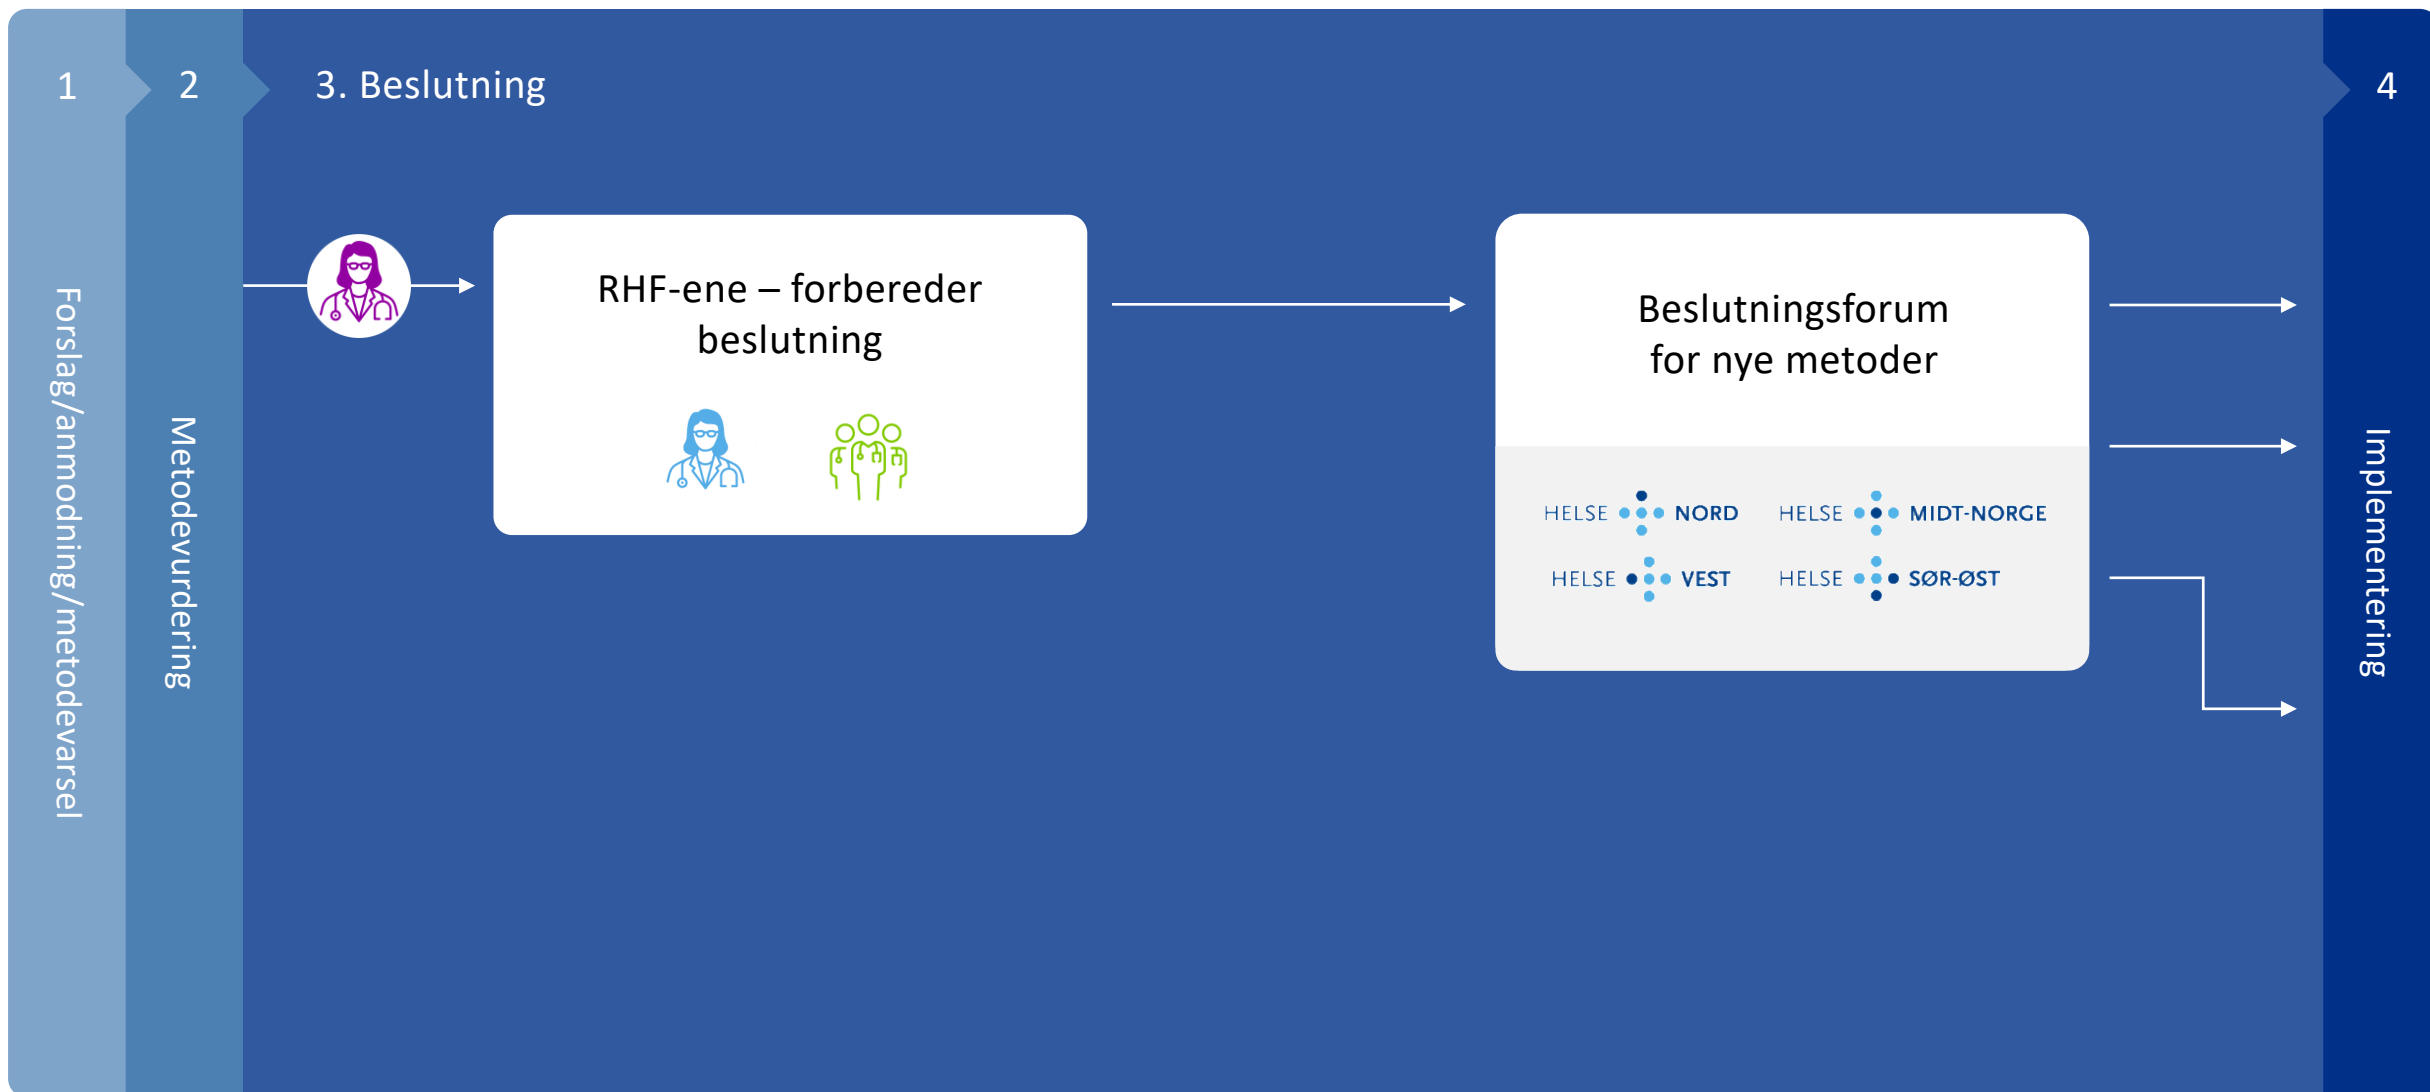 1
Forslag/anmodning/metodevarsel
2
Metodevurdering
3. Beslutning
RHF-ene – forbereder
beslutning
Beslutningsforum
for nye metoder
HELSE NORD
HELSE MIDT-NORGE
HELSE VEST
HELSE SØR-ØST
4
Implementering